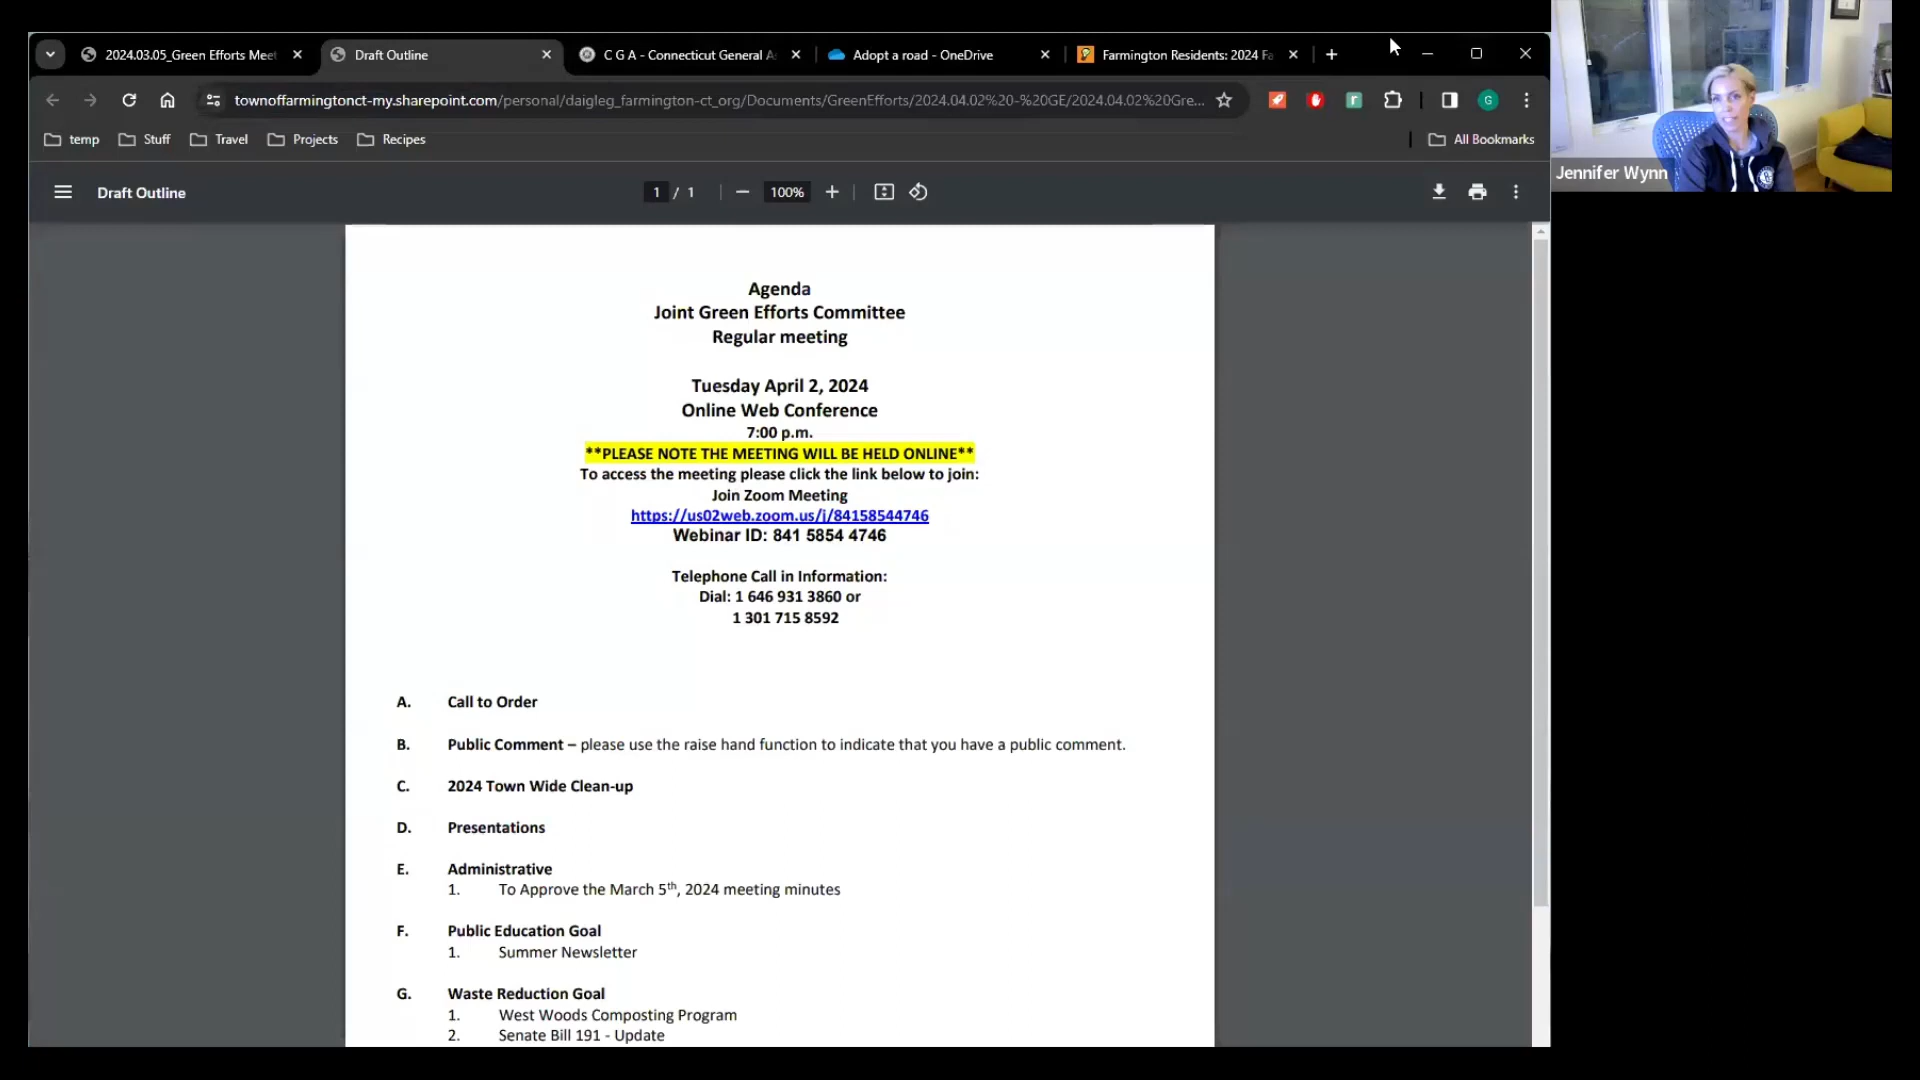 2024.03.05_Green Efforts Meet
Draft Outline
C G A - Connecticut General A
Adopt a road - OneDrive
Farmington Residents: 2024 Fa
townoffarmingtonct-my.sharepoint.com/personal/daigleg_farmington-ct_org/Documents/GreenEfforts/2024.04.02%20-%20GE/2024.04.02%20Gre...
G
temp
Stuff
Travel
Projects
Recipes
All Bookmarks
Jennifer Wynn
Draft Outline
1 / 1
100%
Agenda
Joint Green Efforts Committee
Regular meeting
Tuesday April 2, 2024
Online Web Conference
7:00 p.m.
**PLEASE NOTE THE MEETING WILL BE HELD ONLINE**
To access the meeting please click the link below to join:
Join Zoom Meeting
https://us02web.zoom.us/j/84158544746
Webinar ID: 841 5854 4746
Telephone Call in Information:
Dial: 1 646 931 3860 or
1 301 715 8592
A. Call to Order
B. Public Comment – please use the raise hand function to indicate that you have a public comment.
C. 2024 Town Wide Clean-up
D. Presentations
E. Administrative
1. To Approve the March 5th, 2024 meeting minutes
F. Public Education Goal
1. Summer Newsletter
G. Waste Reduction Goal
1. West Woods Composting Program
2. Senate Bill 191 - Update